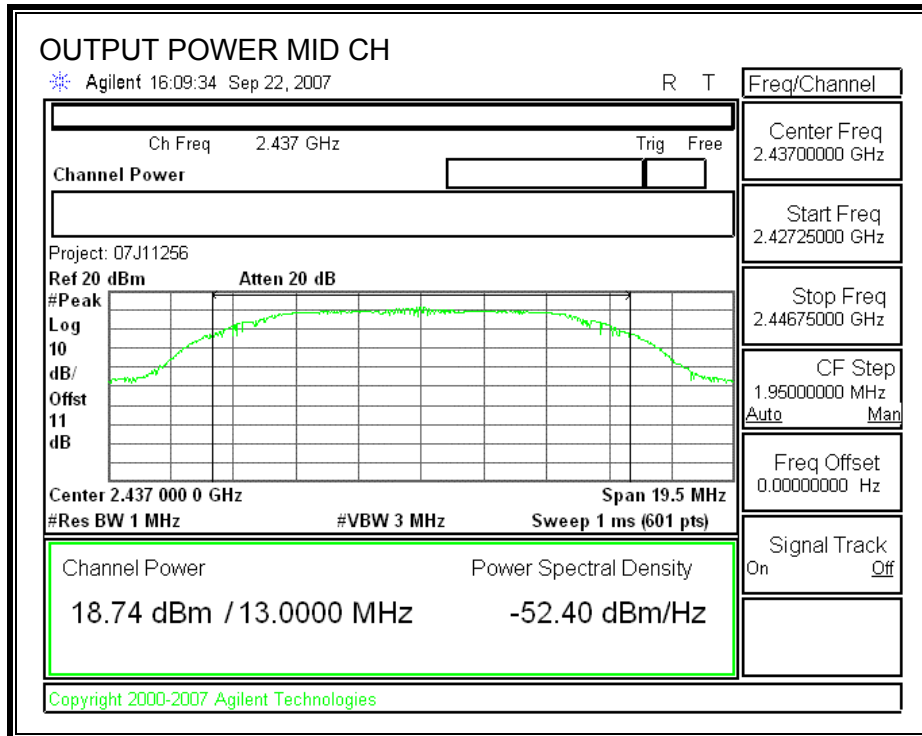 OUTPUT POWER MID CH
Agilent 16:09:34 Sep 22, 2007 R T
Freq/Channel
Ch Freq 2.437 GHz Trig Free
Channel Power
Project: 07J11256
Ref 20 dBm Atten 20 dB
#Peak
Log
10
dB/
Offst
11
dB
Center 2.437 000 0 GHz Span 19.5 MHz
#Res BW 1 MHz #VBW 3 MHz Sweep 1 ms (601 pts)
Channel Power Power Spectral Density
18.74 dBm / 13.0000 MHz -52.40 dBm/Hz
Copyright 2000-2007 Agilent Technologies
Center Freq
2.43700000 GHz
Start Freq
2.42725000 GHz
Stop Freq
2.44675000 GHz
CF Step
1.95000000 MHz
Auto Man
Freq Offset
0.00000000 Hz
Signal Track
On Off